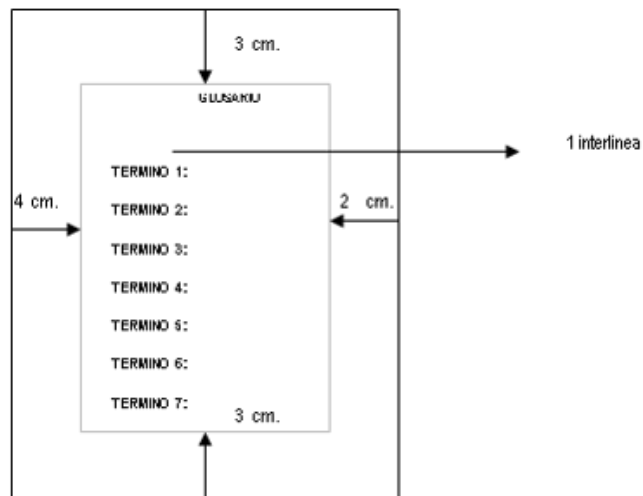 3 cm.
GLOSARIO
1 interlinea
TERMINO 1:
4 cm.
2 cm.
TERMINO 2:
TERMINO 3:
TERMINO 4:
TERMINO 5:
TERMINO 6:
TERMINO 7:
3 cm.